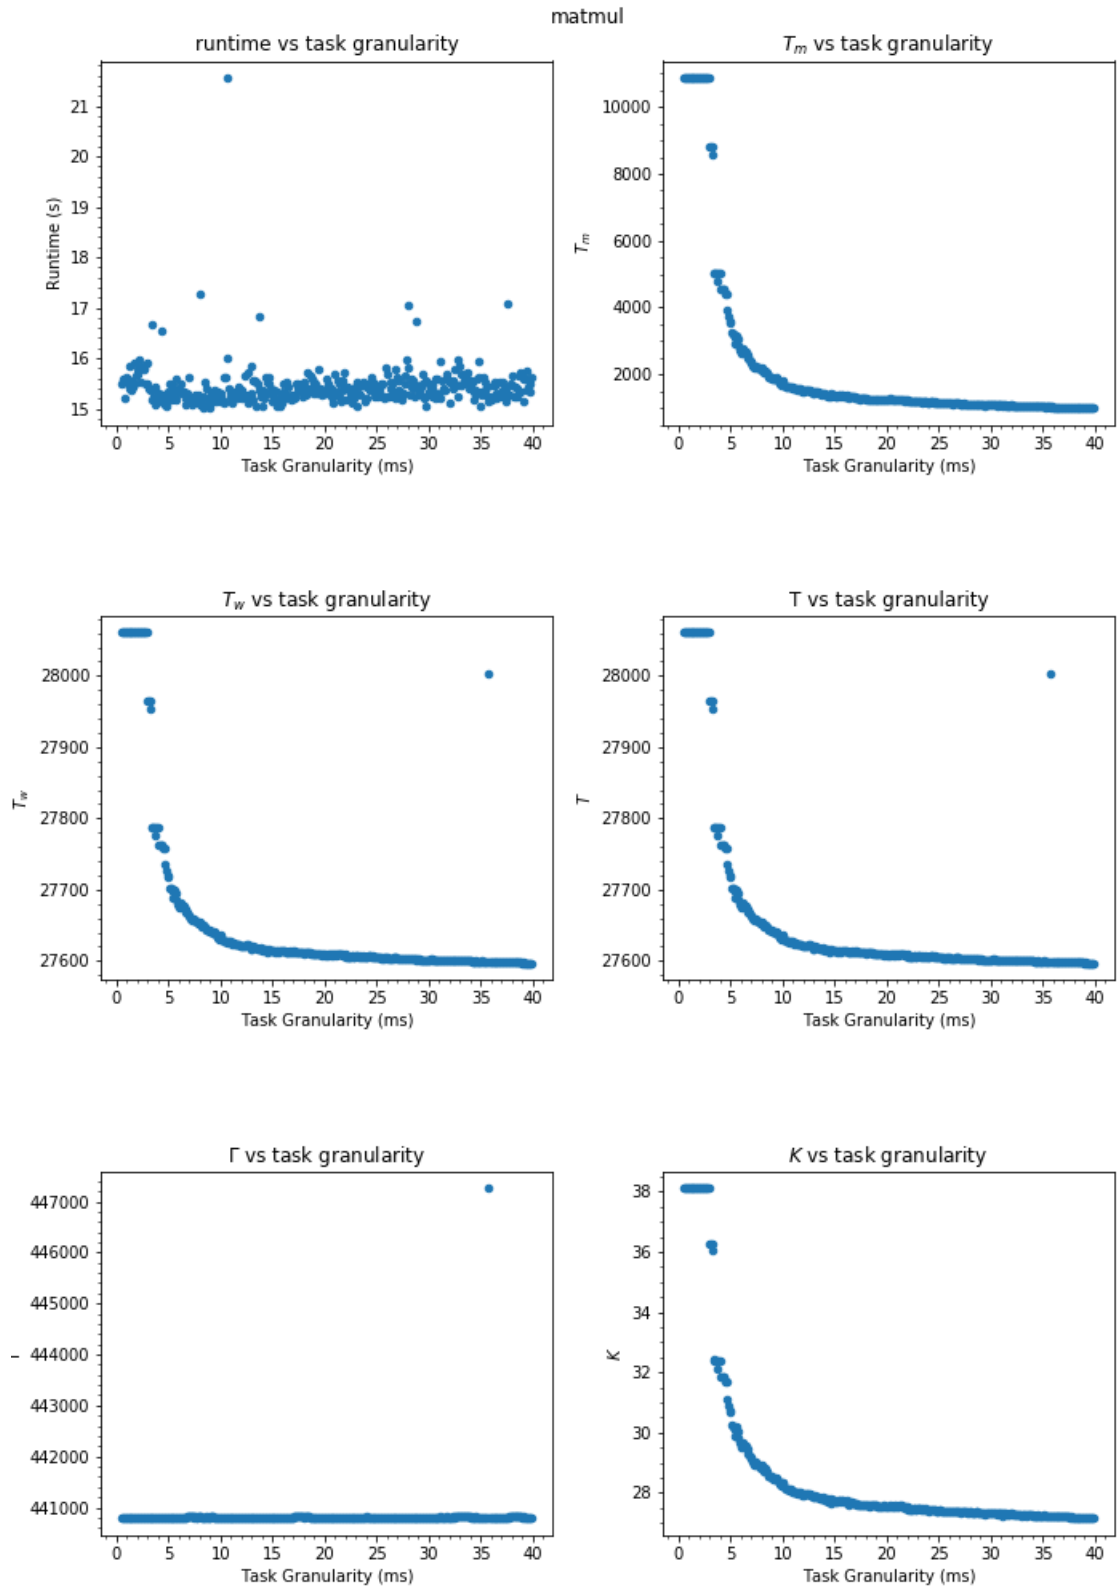 matmul
runtime vs task granularity
21
20
19
18
17
16
15
Runtime (s)
0 5 10 15 20 25 30 35 40
Task Granularity (ms)
T_m vs task granularity
10000
8000
6000
4000
2000
T_m
0 5 10 15 20 25 30 35 40
Task Granularity (ms)
T_w vs task granularity
28000
27900
27800
27700
27600
T_w
0 5 10 15 20 25 30 35 40
Task Granularity (ms)
T vs task granularity
28000
27900
27800
27700
27600
T
0 5 10 15 20 25 30 35 40
Task Granularity (ms)
Γ vs task granularity
447000
446000
445000
444000
443000
442000
441000
0 5 10 15 20 25 30 35 40
Task Granularity (ms)
K vs task granularity
38
36
34
32
30
28
K
0 5 10 15 20 25 30 35 40
Task Granularity (ms)